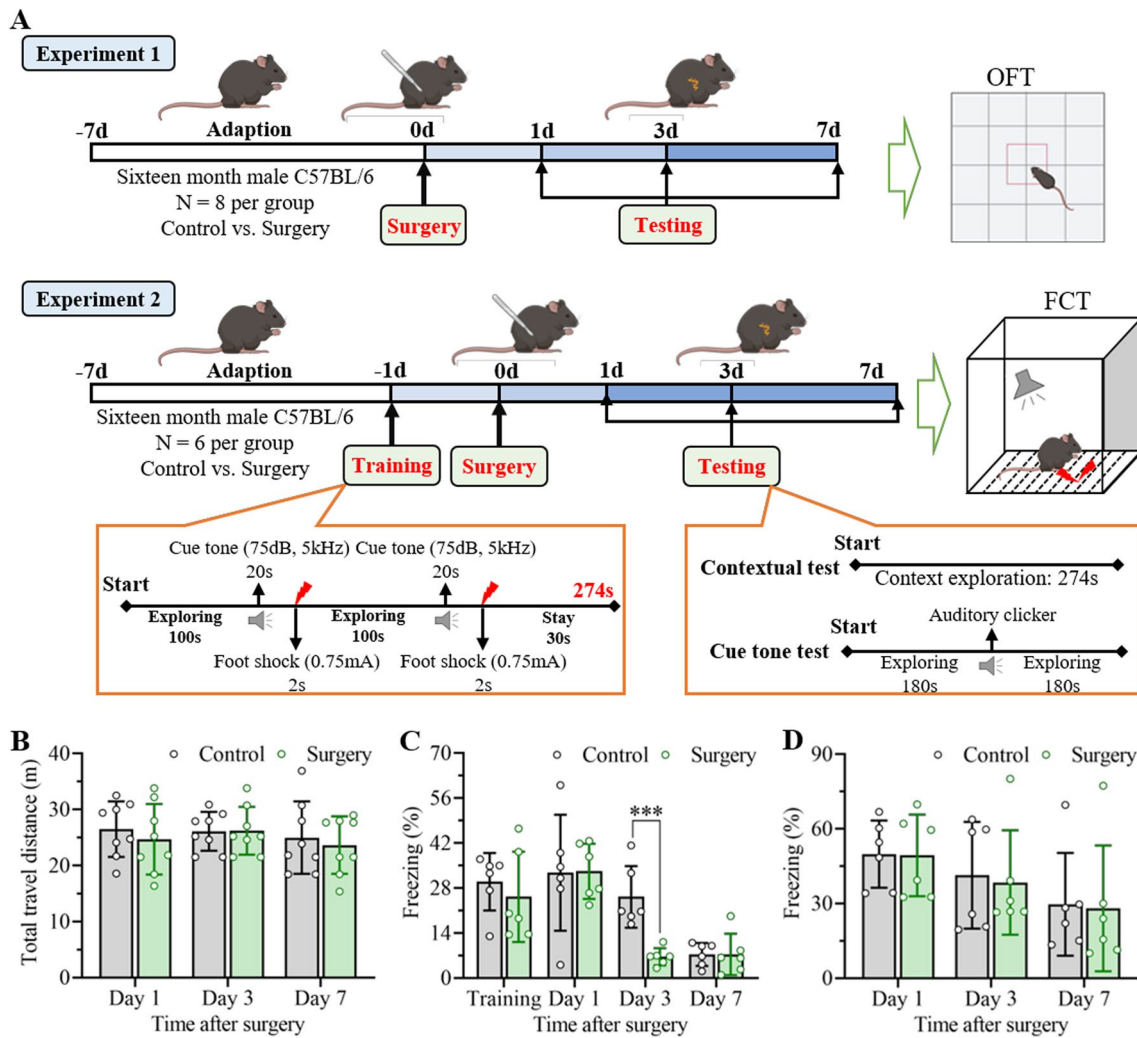 A
Experiment 1
OFT
-7d Adaption 0d 1d 3d 7d
Sixteen month male C57BL/6
N = 8 per group
Control vs. Surgery
Surgery
Testing
Experiment 2
FCT
-7d Adaption -1d 0d 1d 3d 7d
Sixteen month male C57BL/6
N = 6 per group
Control vs. Surgery
Training
Surgery
Testing
Cue tone (75dB, 5kHz) Cue tone (75dB, 5kHz)
20s 20s
Start 274s
Exploring Exploring Stay
100s 100s 30s
Foot shock (0.75mA) Foot shock (0.75mA)
2s 2s
Start
Contextual test
Context exploration: 274s
Auditory clicker
Start
Cue tone test
Exploring Exploring
180s 180s
B
Control Surgery
Total travel distance (m)
40
30
20
10
0
Day 1 Day 3 Day 7
Time after surgery
C
Control Surgery
Freezing (%)
70
56
42
28
14
0
***
Training Day 1 Day 3 Day 7
Time after surgery
D
Control Surgery
Freezing (%)
90
60
30
0
Day 1 Day 3 Day 7
Time after surgery